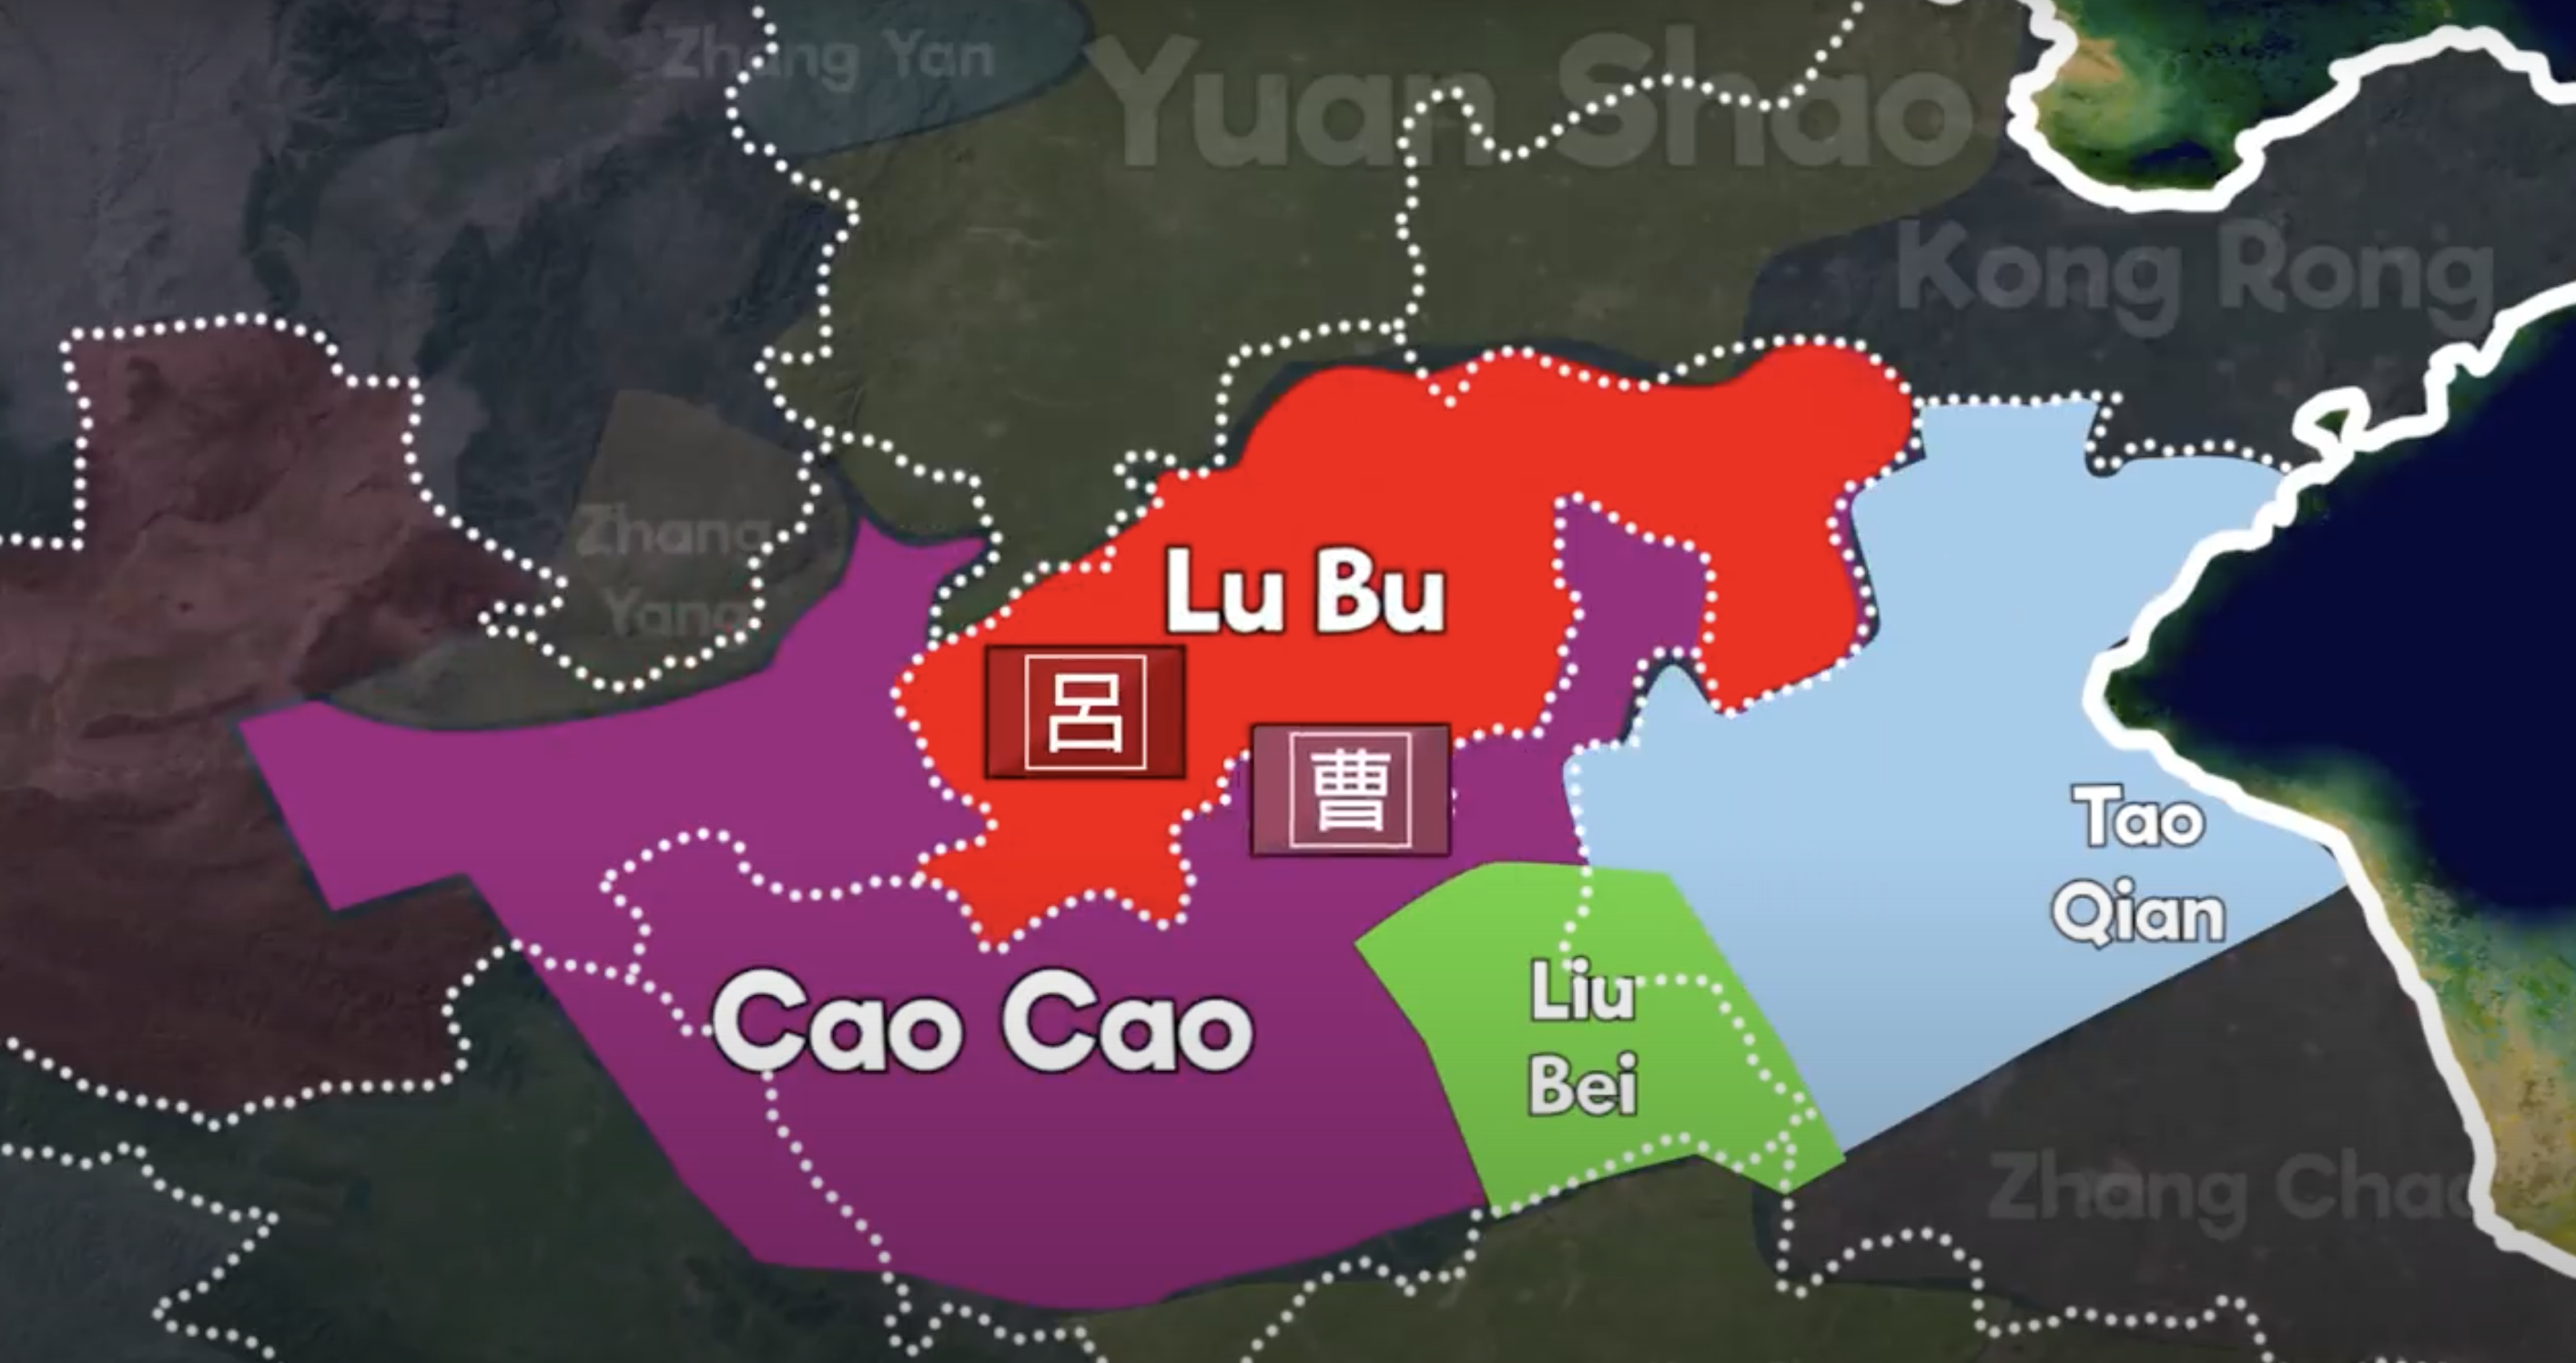 Zhang Yan
Yuan Shao
Kong Rong
Zhang
Yang
Lu Bu
呂
曹
Tao
Qian
Liu
Bei
Cao Cao
Zhang Chao